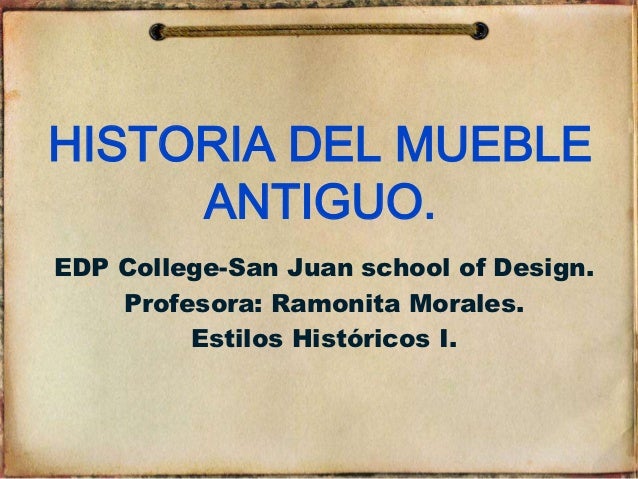 HISTORIA DEL MUEBLE
ANTIGUO.
EDP College-San Juan school of Design.
Profesora: Ramonita Morales.
Estilos Históricos I.